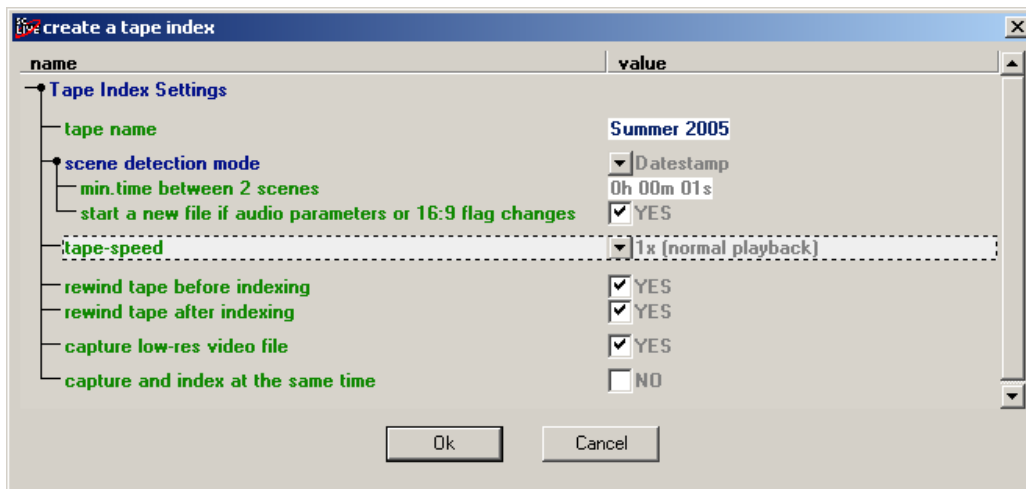 SC LIVE create a tape index
name value
Tape Index Settings
tape name Summer 2005
scene detection mode Datestamp
min.time between 2 scenes 0h 00m 01s
start a new file if audio parameters or 16:9 flag changes YES
tape-speed 1x (normal playback)
rewind tape before indexing YES
rewind tape after indexing YES
capture low-res video file YES
capture and index at the same time NO
Ok Cancel